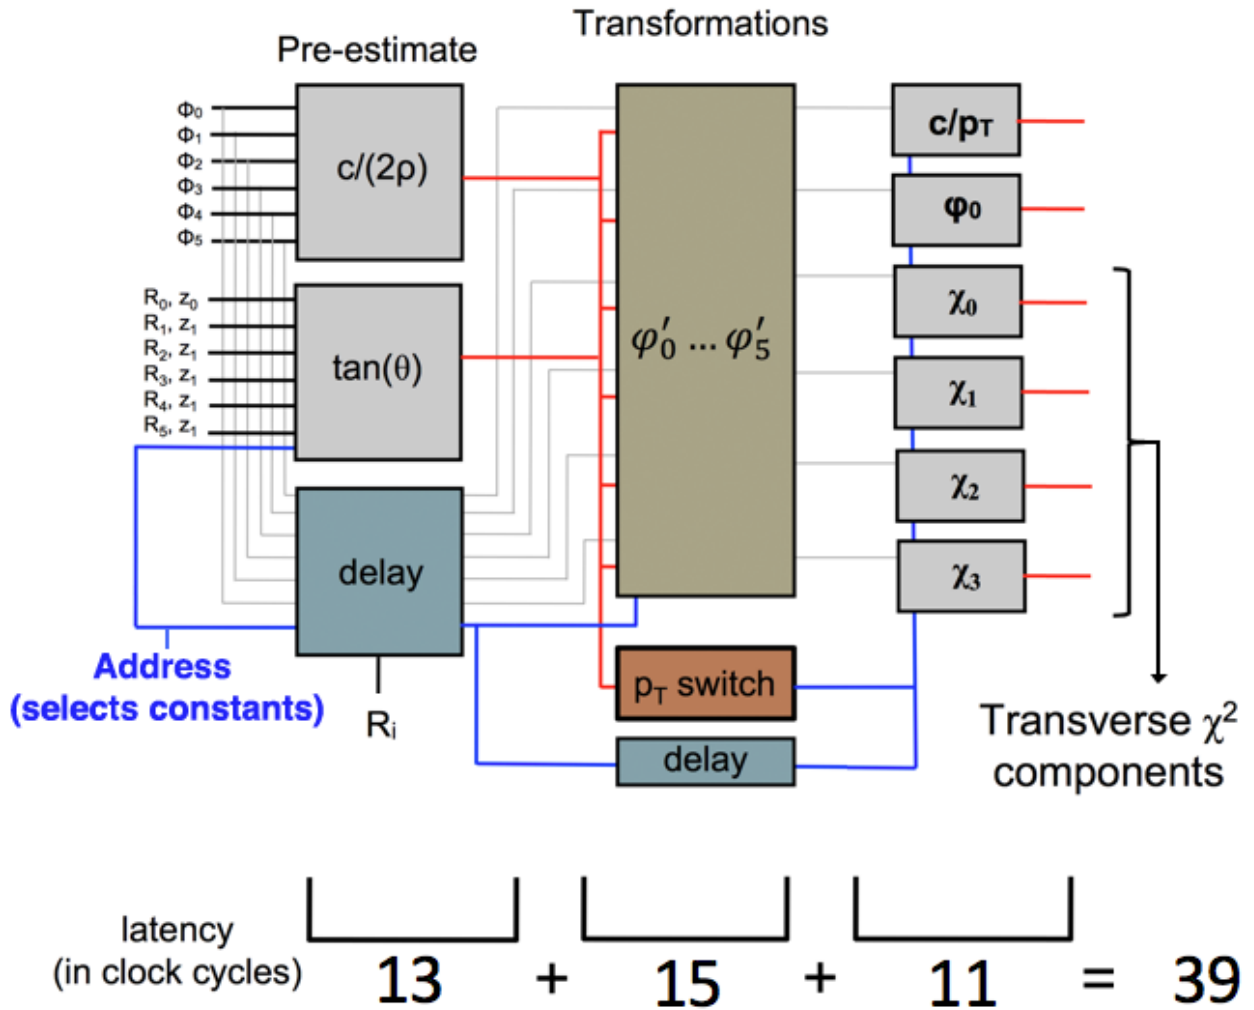 Transformations
Pre-estimate
Φ₀
Φ₁
Φ₂
Φ₃
Φ₄
Φ₅
c/(2ρ)
R₀, z₀
R₁, z₁
R₂, z₁
R₃, z₁
R₄, z₁
R₅, z₁
tan(θ)
delay
Address
(selects constants)
Rᵢ
φ′₀ ... φ′₅
p_T switch
delay
c/p_T
φ₀
χ₀
χ₁
χ₂
χ₃
Transverse χ²
components
latency
(in clock cycles)
13 + 15 + 11 = 39